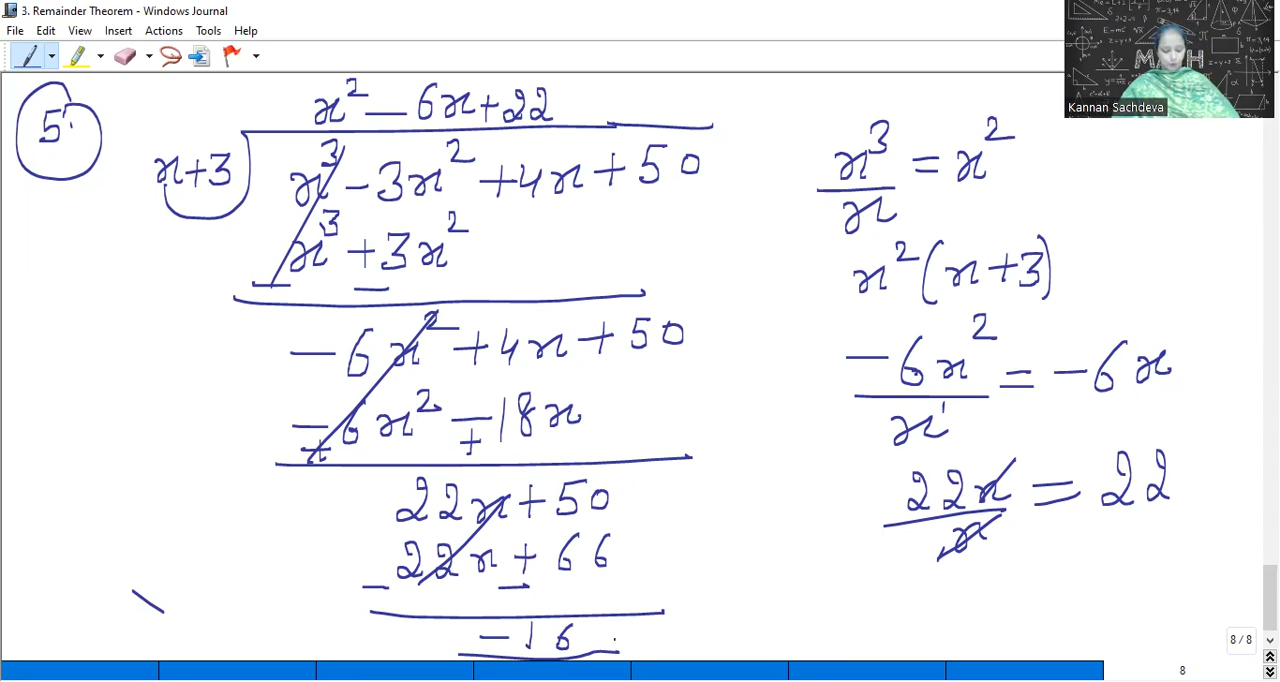 3. Remainder Theorem - Windows Journal
File Edit View Insert Actions Tools Help
Kannan Sachdeva
5.
x² - 6x + 22
x + 3
x³ - 3x² + 4x + 50
x³ + 3x²
- -
- 6x² + 4x + 50
- 6x² - 18x
+ +
22x + 50
22x + 66
- -
- 16
x³/x = x²
x²(x + 3)
-6x²/x¹ = -6x
22x/x = 22
8 / 8
8